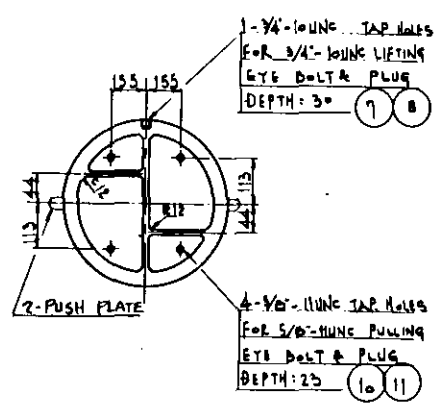 1-3/4"-10UNC TAP HOLES
FOR 3/4"-10UNC LIFTING
EYE BOLT & PLUG
DEPTH: 30
7 8
155 155
44
113
R12
R12
113
44
2-PUSH PLATE
4-5/8"-11UNC TAP HOLES
FOR 5/8"-11UNC PULLING
EYE BOLT & PLUG
DEPTH: 23
10 11